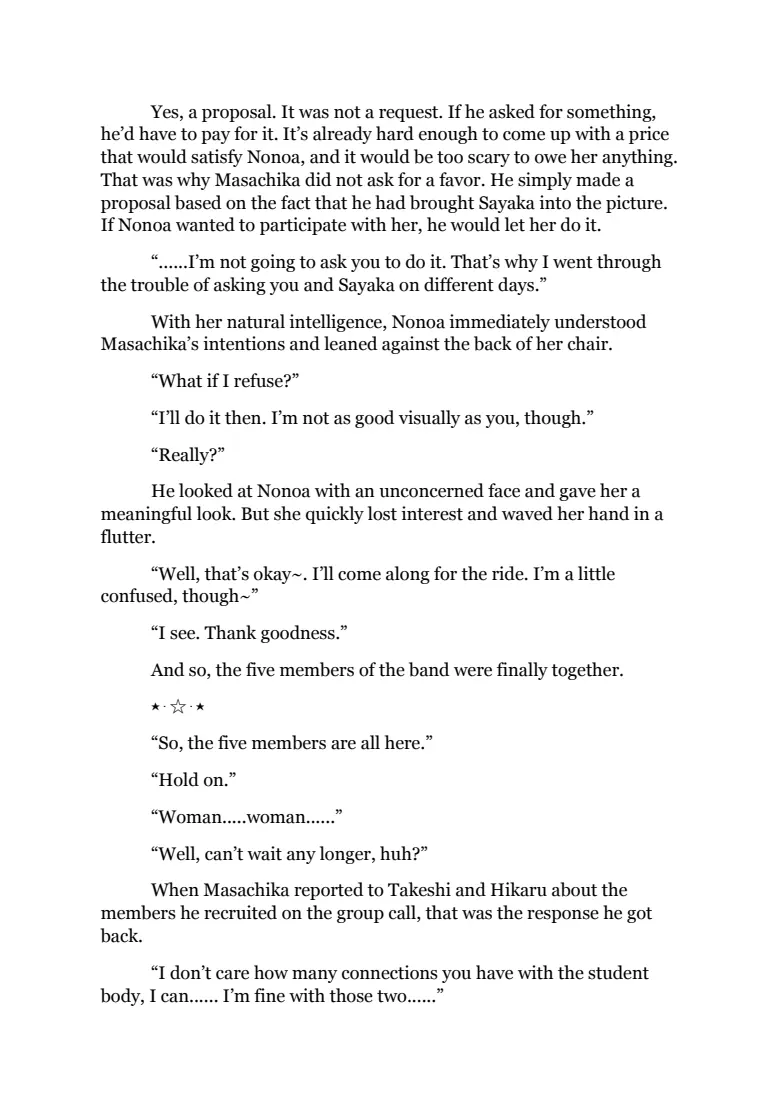 Yes, a proposal. It was not a request. If he asked for something,
he’d have to pay for it. It’s already hard enough to come up with a price
that would satisfy Nonoa, and it would be too scary to owe her anything.
That was why Masachika did not ask for a favor. He simply made a
proposal based on the fact that he had brought Sayaka into the picture.
If Nonoa wanted to participate with her, he would let her do it.
“......I’m not going to ask you to do it. That’s why I went through
the trouble of asking you and Sayaka on different days.”
With her natural intelligence, Nonoa immediately understood
Masachika’s intentions and leaned against the back of her chair.
“What if I refuse?”
“I’ll do it then. I’m not as good visually as you, though.”
“Really?”
He looked at Nonoa with an unconcerned face and gave her a
meaningful look. But she quickly lost interest and waved her hand in a
flutter.
“Well, that’s okay~. I’ll come along for the ride. I’m a little
confused, though~”
“I see. Thank goodness.”
And so, the five members of the band were finally together.
⋆·☆·⋆
“So, the five members are all here.”
“Hold on.”
“Woman.....woman......”
“Well, can’t wait any longer, huh?”
When Masachika reported to Takeshi and Hikaru about the
members he recruited on the group call, that was the response he got
back.
“I don’t care how many connections you have with the student
body, I can...... I’m fine with those two......”